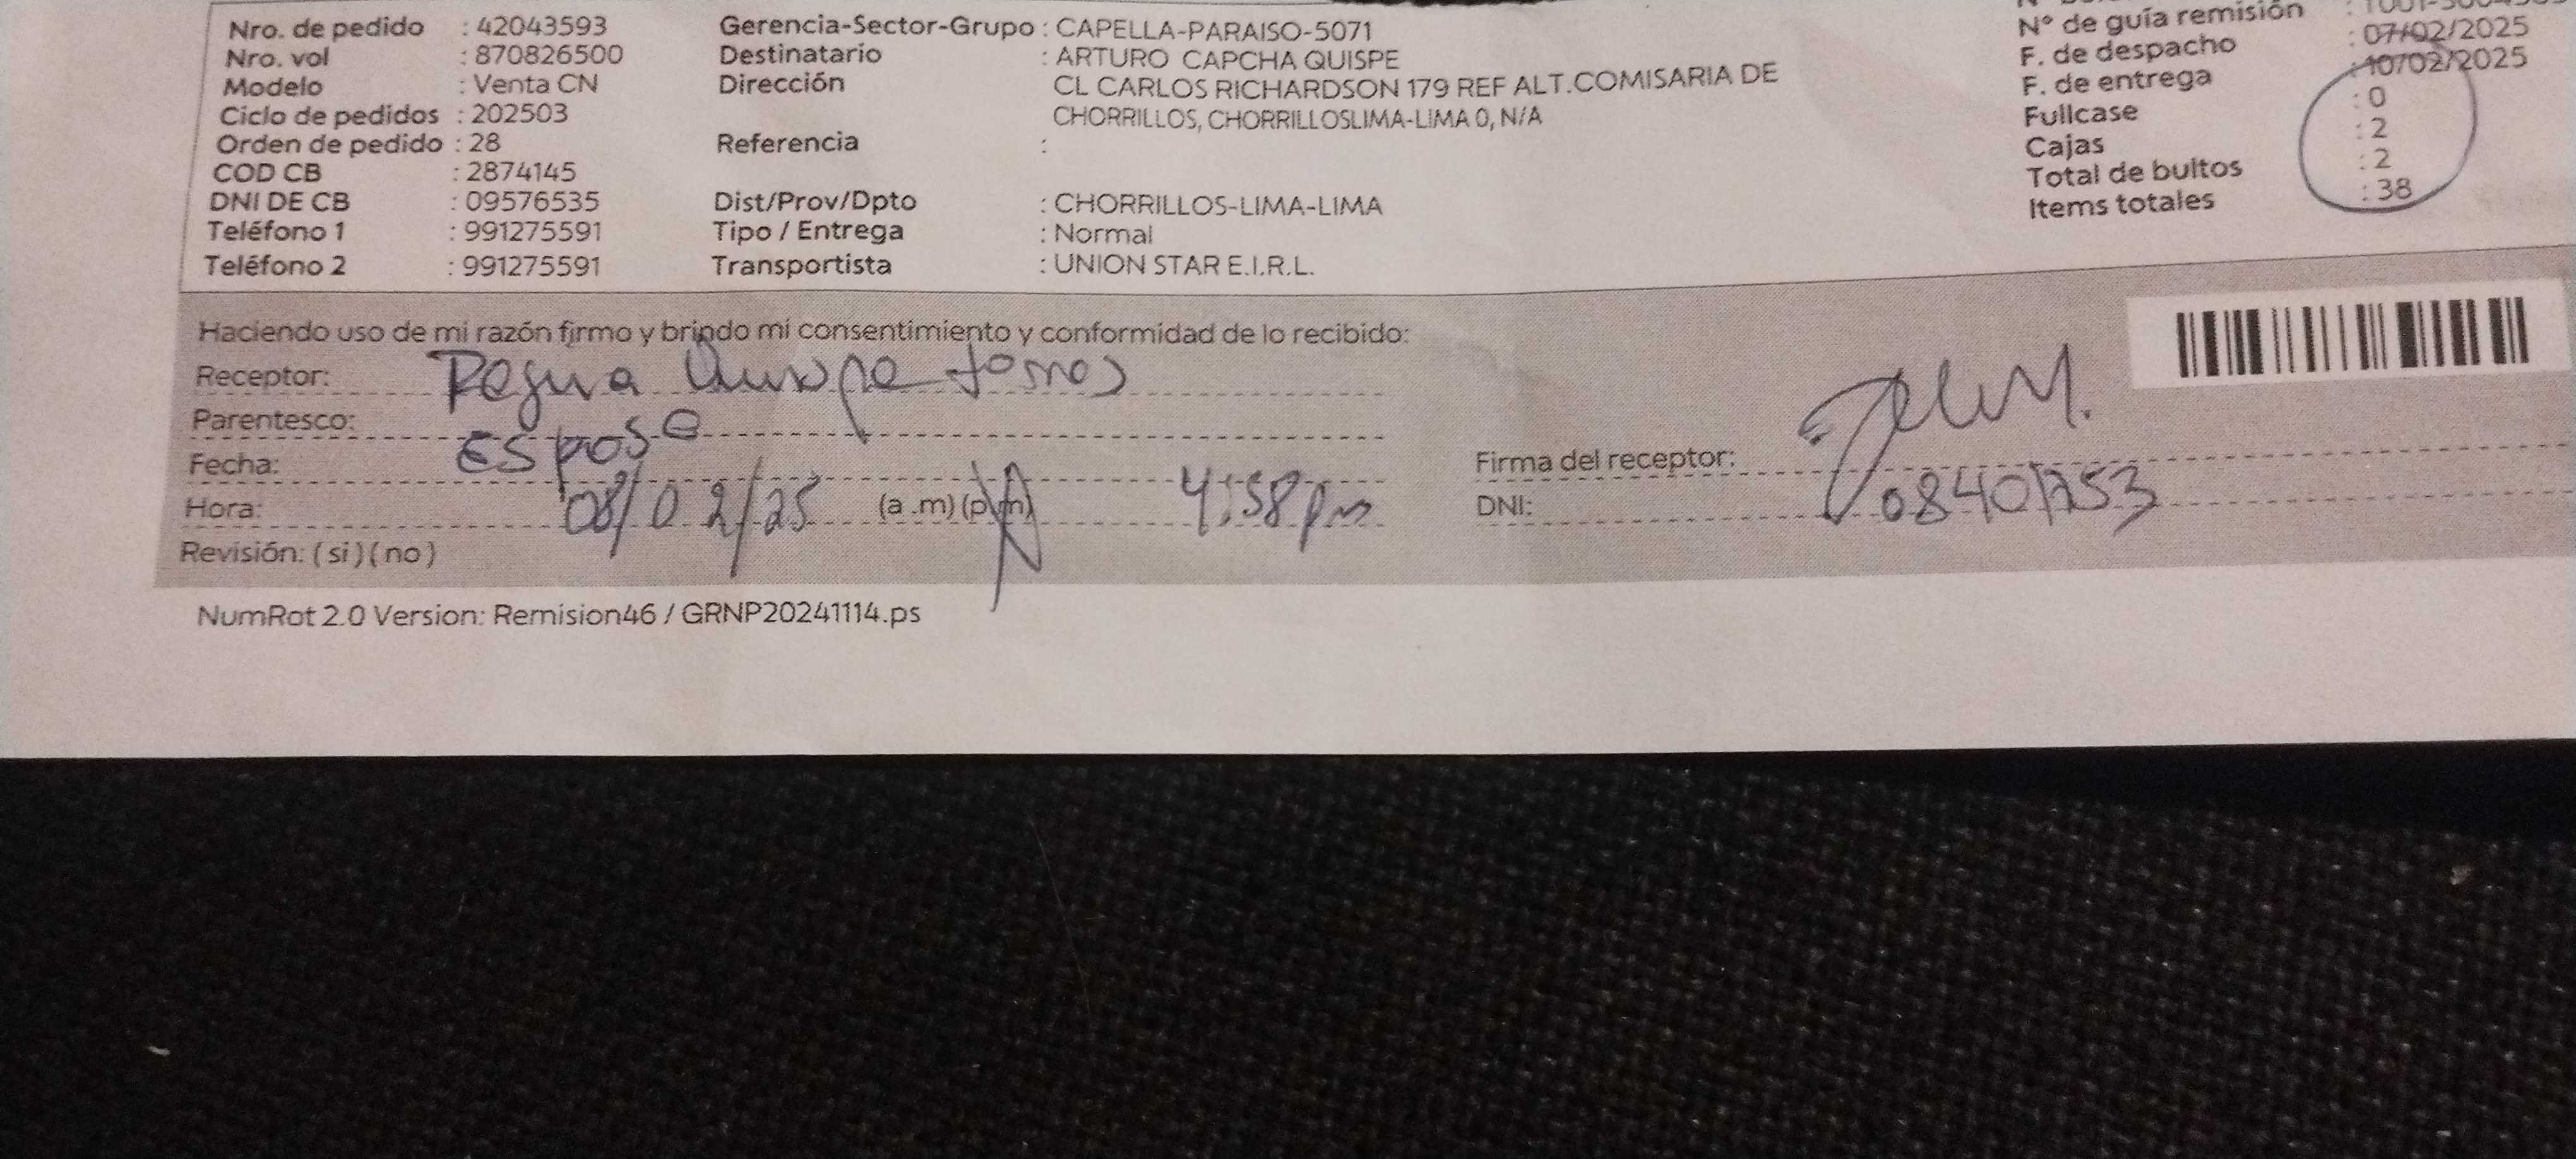 Nro. de pedido : 42043593
Nro. vol : 870826500
Modelo : Venta CN
Ciclo de pedidos : 202503
Orden de pedido : 28
COD CB : 2874145
DNI DE CB : 09576535
Teléfono 1 : 991275591
Teléfono 2 : 991275591
Gerencia-Sector-Grupo : CAPELLA-PARAISO-5071
Destinatario : ARTURO CAPCHA QUISPE
Dirección CL CARLOS RICHARDSON 179 REF ALT.COMISARIA DE
CHORRILLOS, CHORRILLOSLIMA-LIMA 0, N/A
Referencia :
Dist/Prov/Dpto : CHORRILLOS-LIMA-LIMA
Tipo / Entrega : Normal
Transportista : UNION STAR E.I.R.L.
N° de guía remisión
F. de despacho : 07/02/2025
F. de entrega : 10/02/2025
Fullcase : 0
Cajas : 2
Total de bultos : 2
Items totales : 38
Haciendo uso de mi razón firmo y brindo mi consentimiento y conformidad de lo recibido:
Receptor: Quispe Torres
Parentesco: Esposa
Fecha: 08/02/25
Hora: (a .m) (p.m) 4:58 pm
Revisión: ( si ) ( no )
Firma del receptor:
DNI: 08401753
NumRot 2.0 Version: Remision46 / GRNP20241114.ps